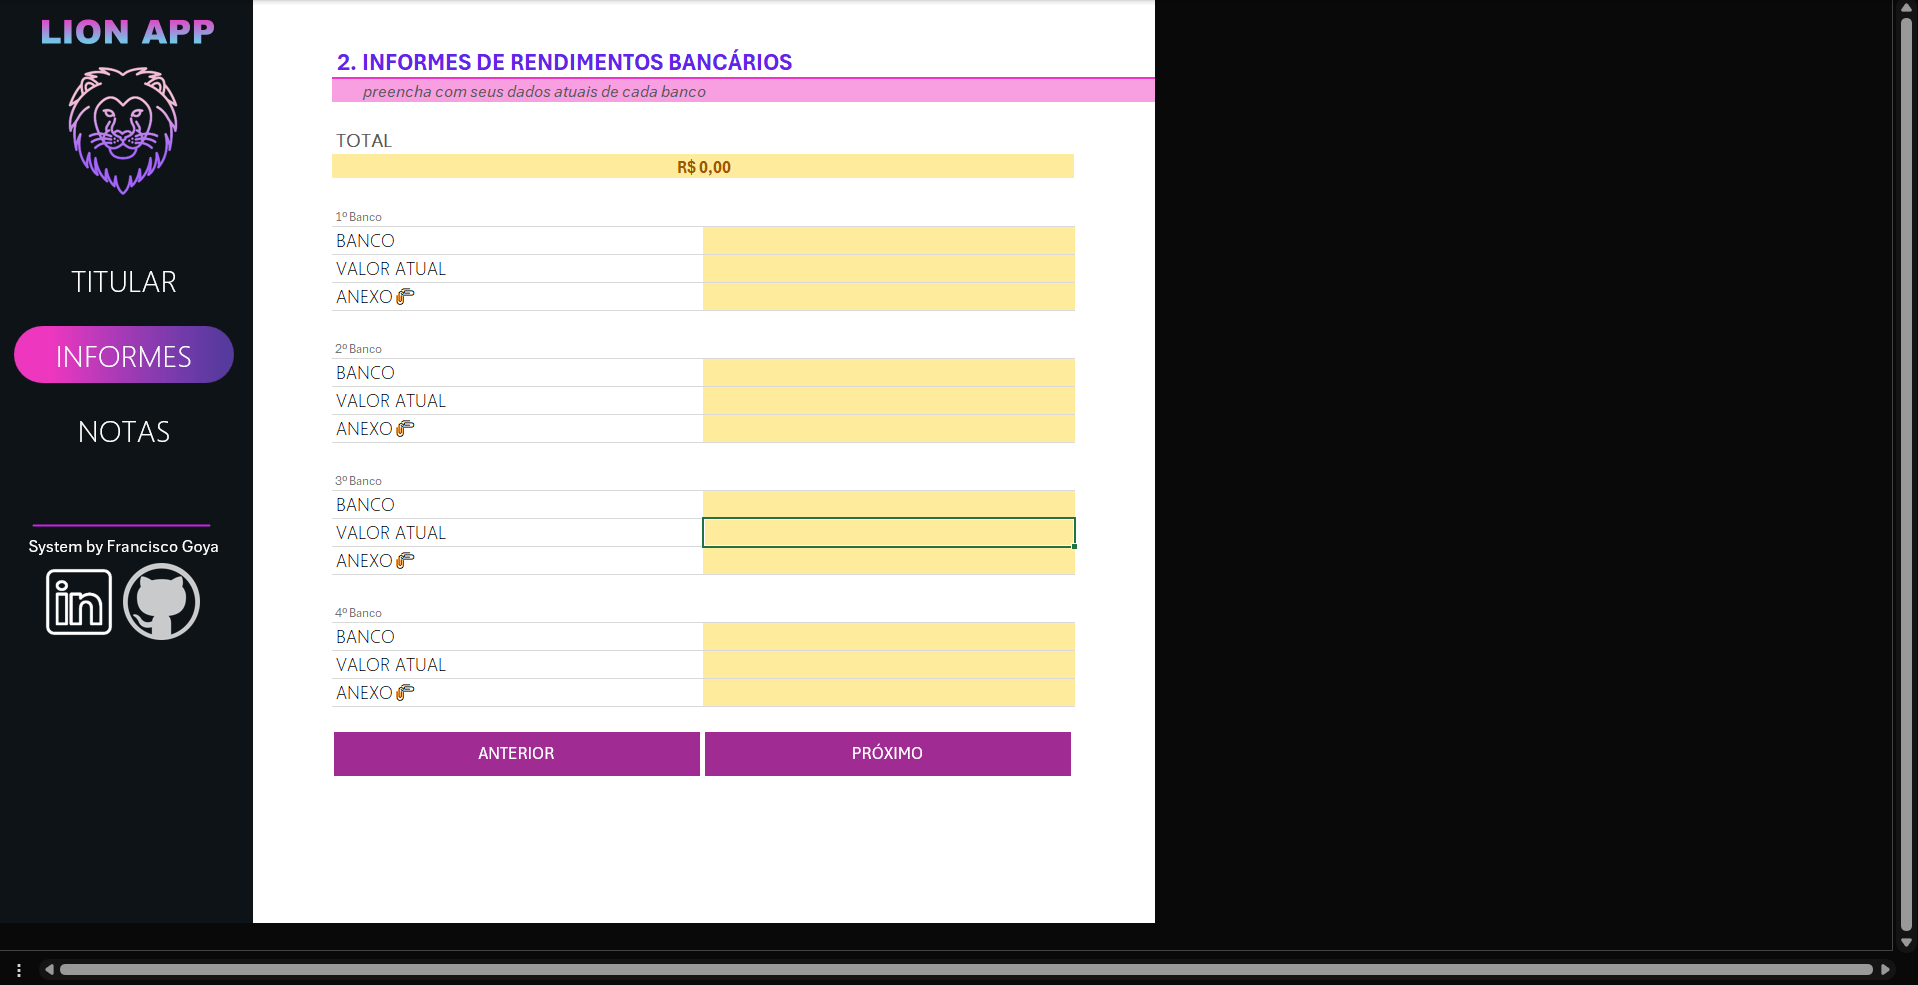 LION APP
TITULAR
INFORMES
NOTAS
System by Francisco Goya
in
2. INFORMES DE RENDIMENTOS BANCÁRIOS
preencha com seus dados atuais de cada banco
TOTAL
R$ 0,00
1º Banco
BANCO
VALOR ATUAL
ANEXO
2º Banco
BANCO
VALOR ATUAL
ANEXO
3º Banco
BANCO
VALOR ATUAL
ANEXO
4º Banco
BANCO
VALOR ATUAL
ANEXO
ANTERIOR
PRÓXIMO